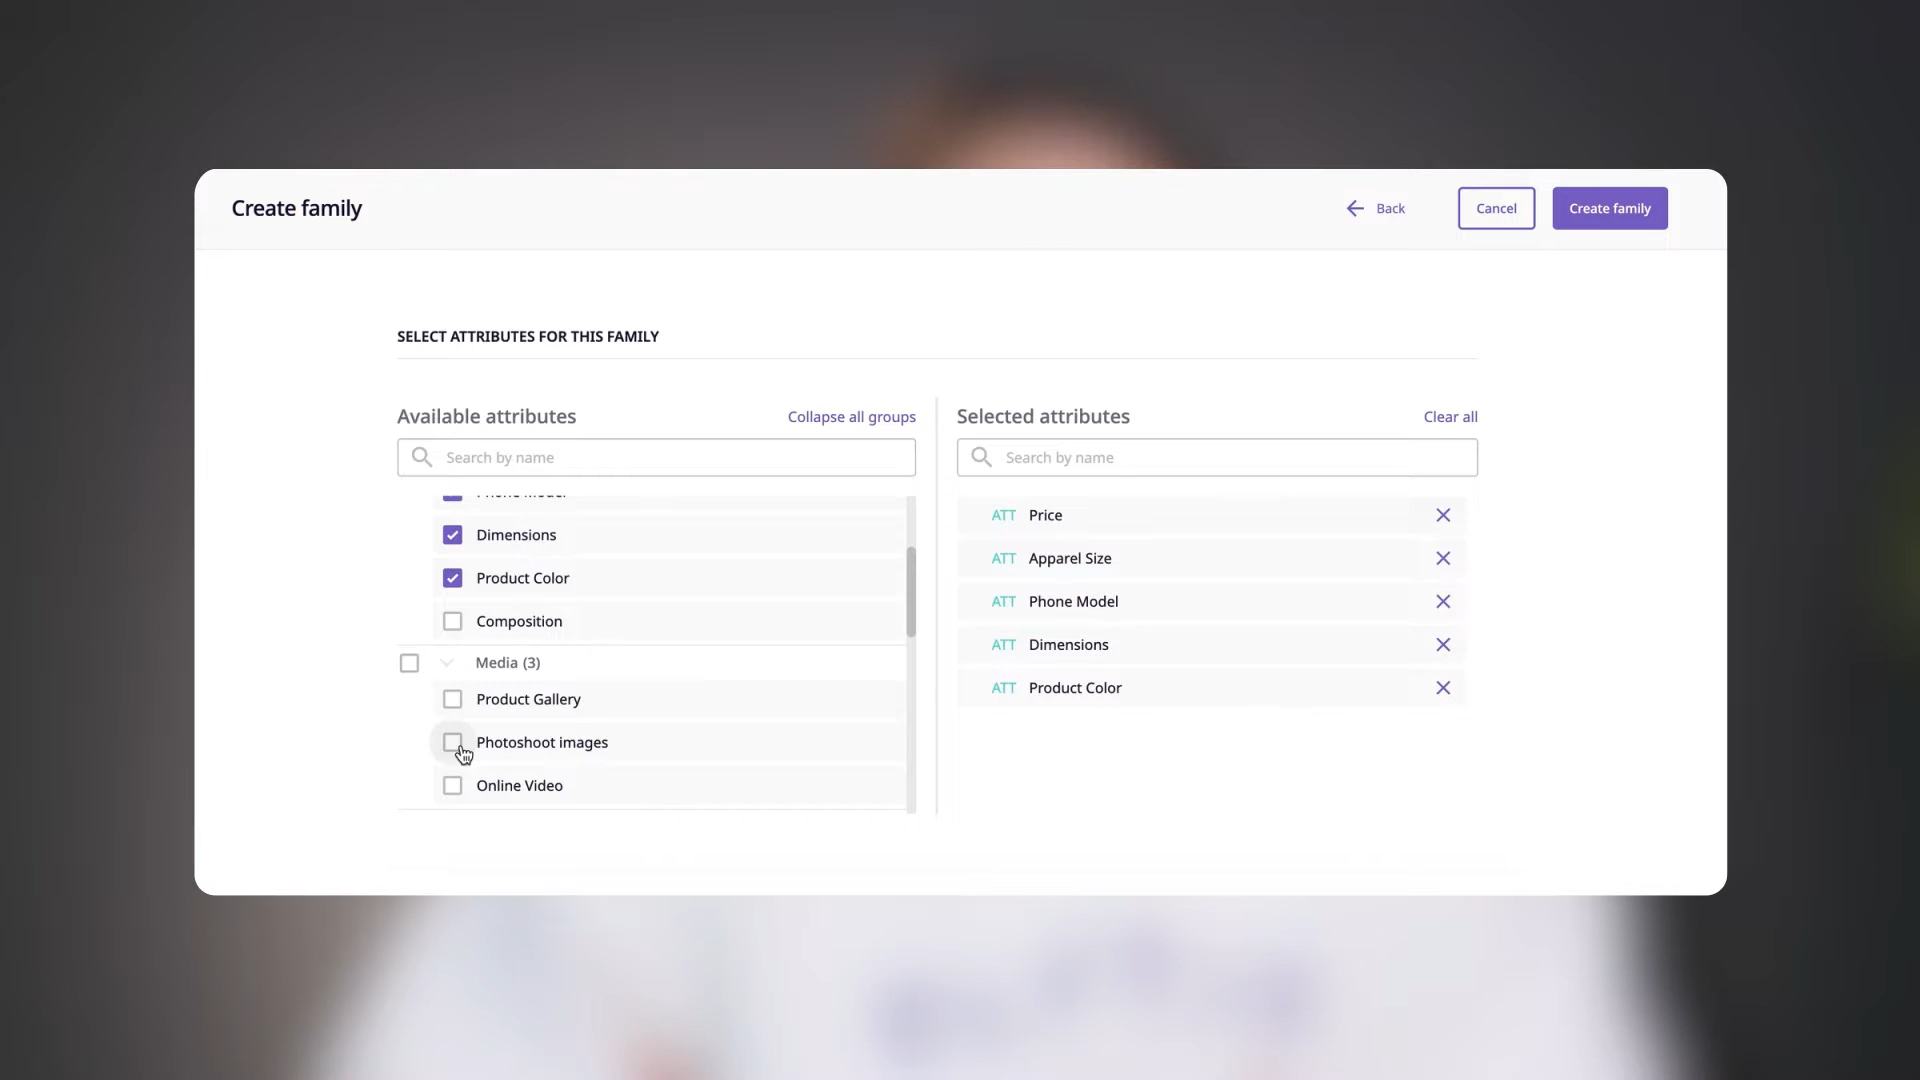 Create family
Back
Cancel
Create family
SELECT ATTRIBUTES FOR THIS FAMILY
Available attributes
Collapse all groups
Search by name
Dimensions
Product Color
Composition
Media (3)
Product Gallery
Photoshoot images
Online Video
Selected attributes
Clear all
Search by name
ATT Price
ATT Apparel Size
ATT Phone Model
ATT Dimensions
ATT Product Color